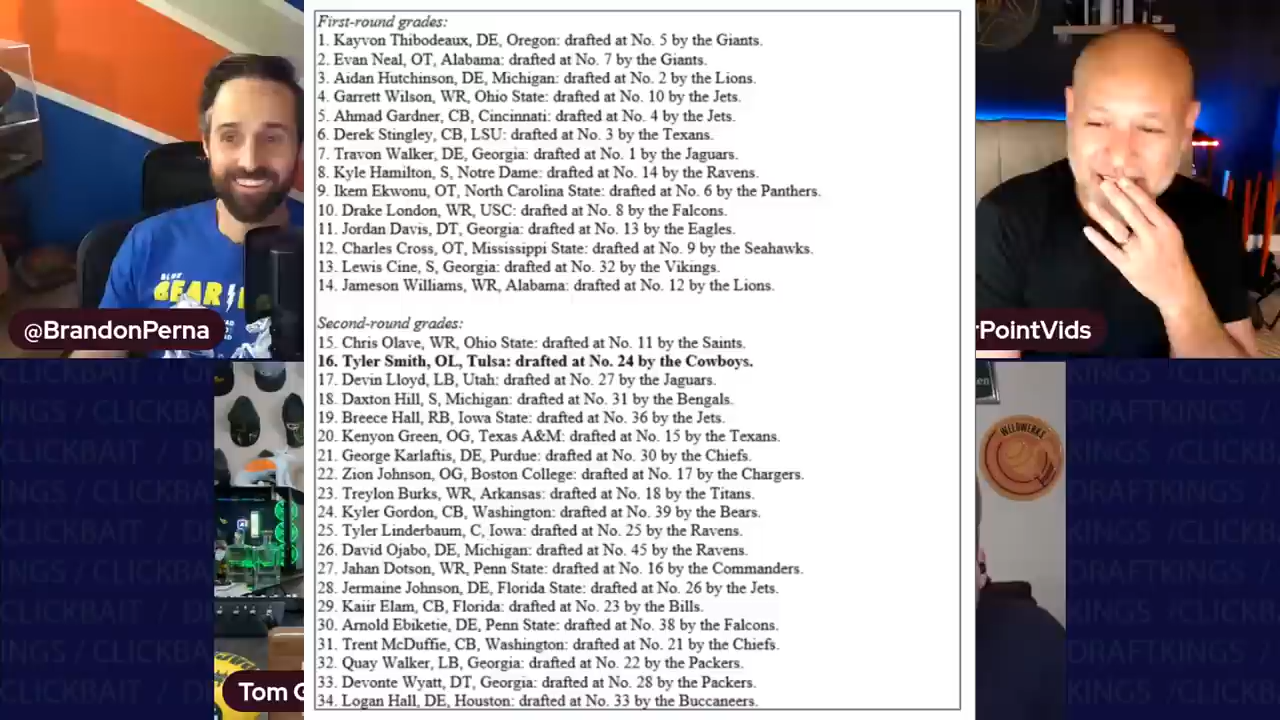 First-round grades:
1. Kayvon Thibodeaux, DE, Oregon: drafted at No. 5 by the Giants.
2. Evan Neal, OT, Alabama: drafted at No. 7 by the Giants.
3. Aidan Hutchinson, DE, Michigan: drafted at No. 2 by the Lions.
4. Garrett Wilson, WR, Ohio State: drafted at No. 10 by the Jets.
5. Ahmad Gardner, CB, Cincinnati: drafted at No. 4 by the Jets.
6. Derek Stingley, CB, LSU: drafted at No. 3 by the Texans.
7. Travon Walker, DE, Georgia: drafted at No. 1 by the Jaguars.
8. Kyle Hamilton, S, Notre Dame: drafted at No. 14 by the Ravens.
9. Ikem Ekwonu, OT, North Carolina State: drafted at No. 6 by the Panthers.
10. Drake London, WR, USC: drafted at No. 8 by the Falcons.
11. Jordan Davis, DT, Georgia: drafted at No. 13 by the Eagles.
12. Charles Cross, OT, Mississippi State: drafted at No. 9 by the Seahawks.
13. Lewis Cine, S, Georgia: drafted at No. 32 by the Vikings.
14. Jameson Williams, WR, Alabama: drafted at No. 12 by the Lions.
Second-round grades:
15. Chris Olave, WR, Ohio State: drafted at No. 11 by the Saints.
16. Tyler Smith, OL, Tulsa: drafted at No. 24 by the Cowboys.
17. Devin Lloyd, LB, Utah: drafted at No. 27 by the Jaguars.
18. Daxton Hill, S, Michigan: drafted at No. 31 by the Bengals.
19. Breece Hall, RB, Iowa State: drafted at No. 36 by the Jets.
20. Kenyon Green, OG, Texas A&M: drafted at No. 15 by the Texans.
21. George Karlaftis, DE, Purdue: drafted at No. 30 by the Chiefs.
22. Zion Johnson, OG, Boston College: drafted at No. 17 by the Chargers.
23. Treylon Burks, WR, Arkansas: drafted at No. 18 by the Titans.
24. Kyler Gordon, CB, Washington: drafted at No. 39 by the Bears.
25. Tyler Linderbaum, C, Iowa: drafted at No. 25 by the Ravens.
26. David Ojabo, DE, Michigan: drafted at No. 45 by the Ravens.
27. Jahan Dotson, WR, Penn State: drafted at No. 16 by the Commanders.
28. Jermaine Johnson, DE, Florida State: drafted at No. 26 by the Jets.
29. Kaiir Elam, CB, Florida: drafted at No. 23 by the Bills.
30. Arnold Ebiketie, DE, Penn State: drafted at No. 38 by the Falcons.
31. Trent McDuffie, CB, Washington: drafted at No. 21 by the Chiefs.
32. Quay Walker, LB, Georgia: drafted at No. 22 by the Packers.
33. Devonte Wyatt, DT, Georgia: drafted at No. 28 by the Packers.
34. Logan Hall, DE, Houston: drafted at No. 33 by the Buccaneers.
@BrandonPerna
rPointVids
Tom G
BLUE
BEAR
WELDWERKS
KINGS / CLICKBAIT
DRAFTKINGS